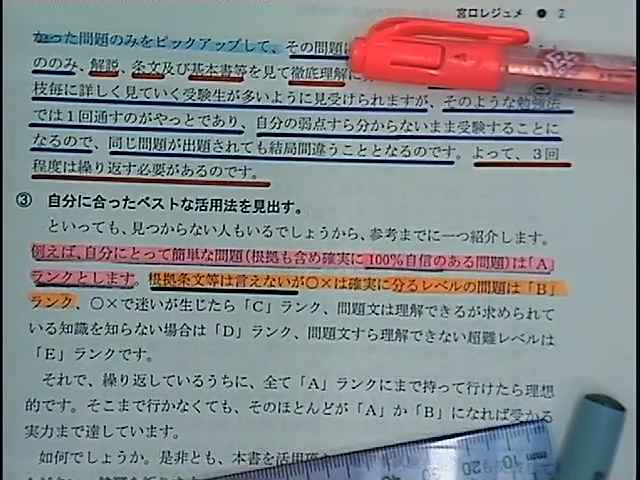 宮口レジュメ ● 2
かった問題のみをピックアップして、その問題
ののみ、解説、条文及び基本書等を見て徹底理解に
枝毎に詳しく見ていく受験生が多いように見受けられますが、そのような勉強法
では1回通すのがやっとであり、自分の弱点すら分からないまま受験することに
なるので、同じ問題が出題されても結局間違うこととなるのです。よって、3回
程度は繰り返す必要があるのです。
③ 自分に合ったベストな活用法を見出す。
といっても、見つからない人もいるでしょうから、参考までに一つ紹介します。
例えば、自分にとって簡単な問題(根拠も含め確実に100%自信のある問題)は「A」
ランクとします。根拠条文等は言えないが○×は確実に分るレベルの問題は「B」
ランク、○×で迷いが生じたら「C」ランク、問題文は理解できるが求められて
いる知識を知らない場合は「D」ランク、問題文すら理解できない超難レベルは
「E」ランクです。
それで、繰り返しているうちに、全て「A」ランクにまで持って行けたら理想
的です。そこまで行かなくても、そのほとんどが「A」か「B」になれば受かる
実力まで達しています。
如何でしょうか。是非とも、本書を活用